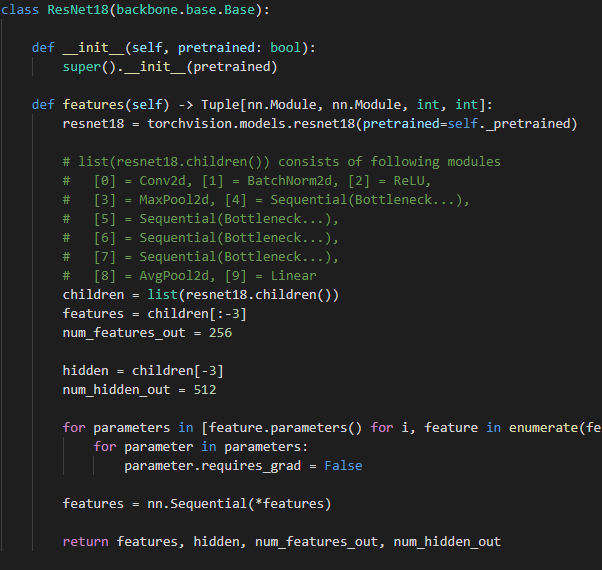 class ResNet18(backbone.base.Base):
def __init__(self, pretrained: bool):
super().__init__(pretrained)
def features(self) -> Tuple[nn.Module, nn.Module, int, int]:
resnet18 = torchvision.models.resnet18(pretrained=self._pretrained)
# list(resnet18.children()) consists of following modules
#   [0] = Conv2d, [1] = BatchNorm2d, [2] = ReLU,
#   [3] = MaxPool2d, [4] = Sequential(Bottleneck...),
#   [5] = Sequential(Bottleneck...),
#   [6] = Sequential(Bottleneck...),
#   [7] = Sequential(Bottleneck...),
#   [8] = AvgPool2d, [9] = Linear
children = list(resnet18.children())
features = children[:-3]
num_features_out = 256
hidden = children[-3]
num_hidden_out = 512
for parameters in [feature.parameters() for i, feature in enumerate(fe
for parameter in parameters:
parameter.requires_grad = False
features = nn.Sequential(*features)
return features, hidden, num_features_out, num_hidden_out